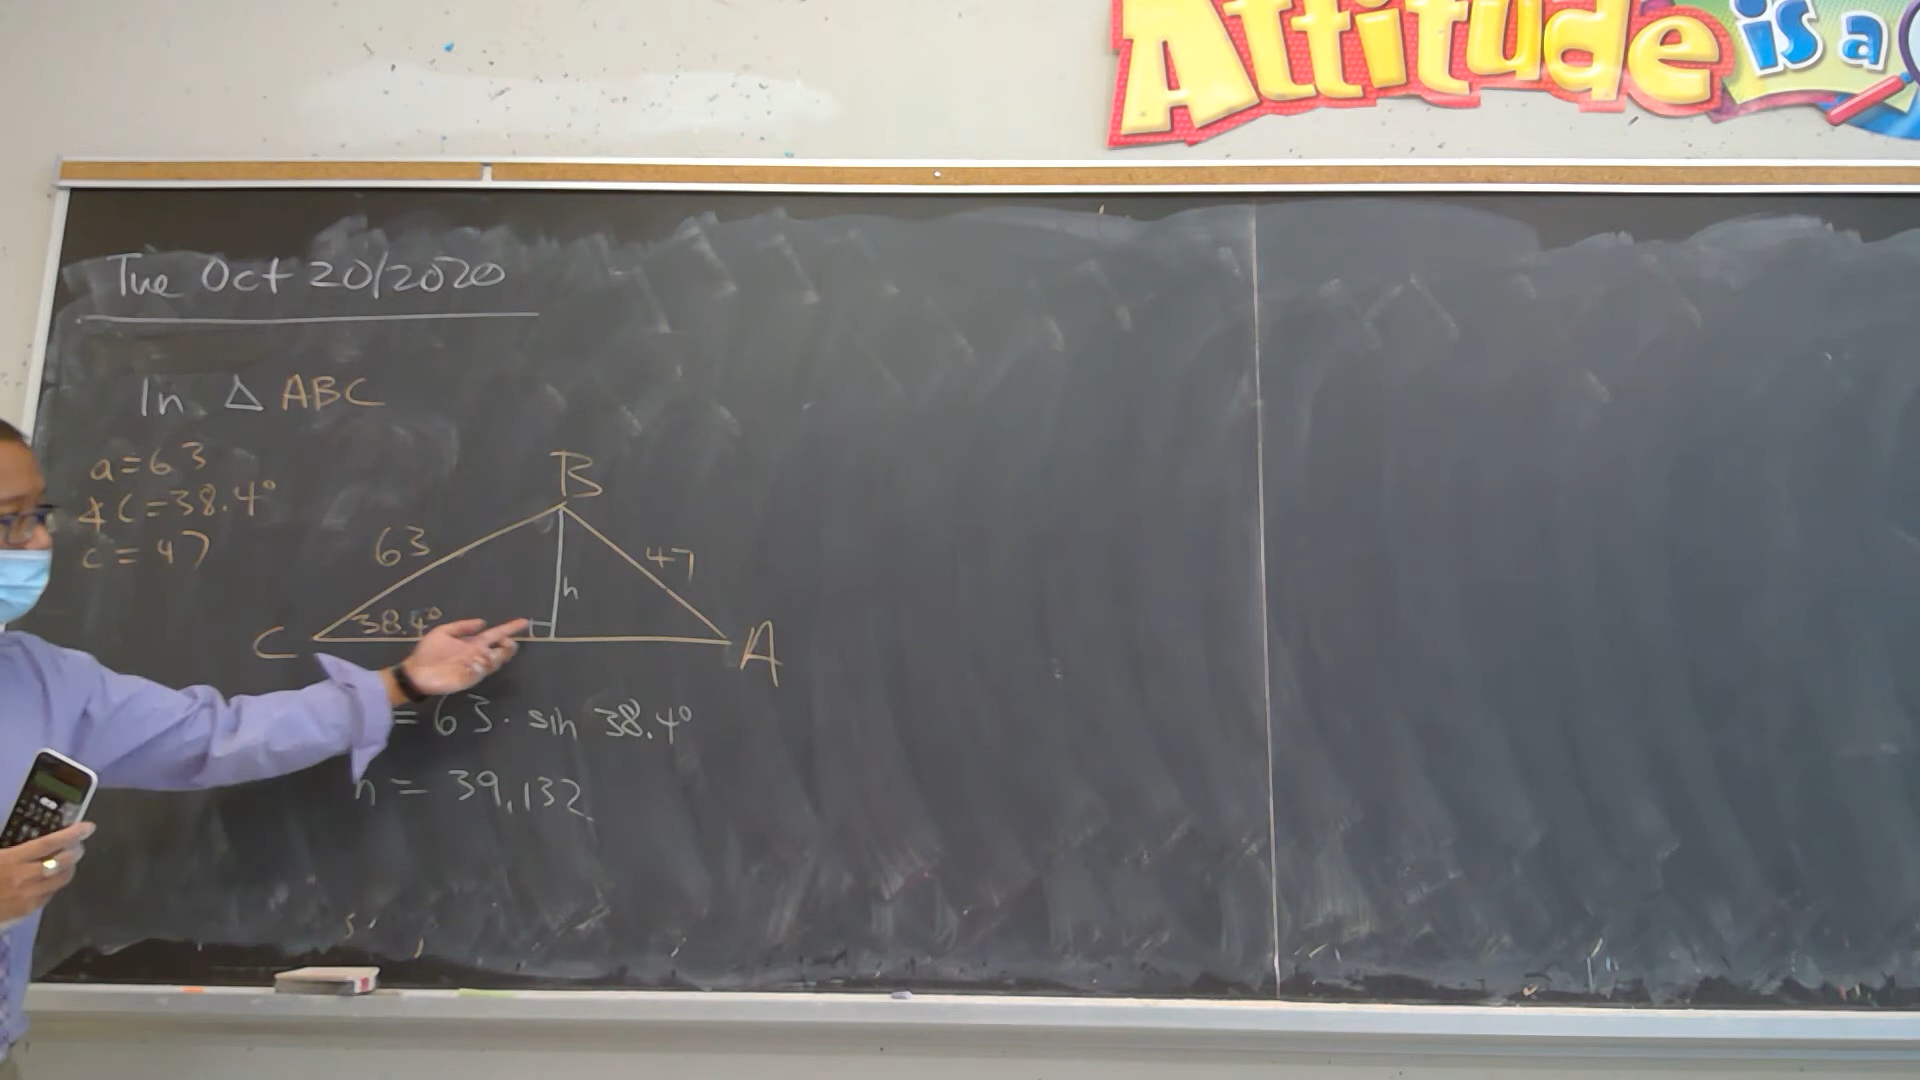 Attitude is a
Tue Oct 20/2020
In △ ABC
a=63
∡C=38.4°
c=47
B
63
47
h
38.4°
C
A
= 63 · sin 38.4°
h = 39.132